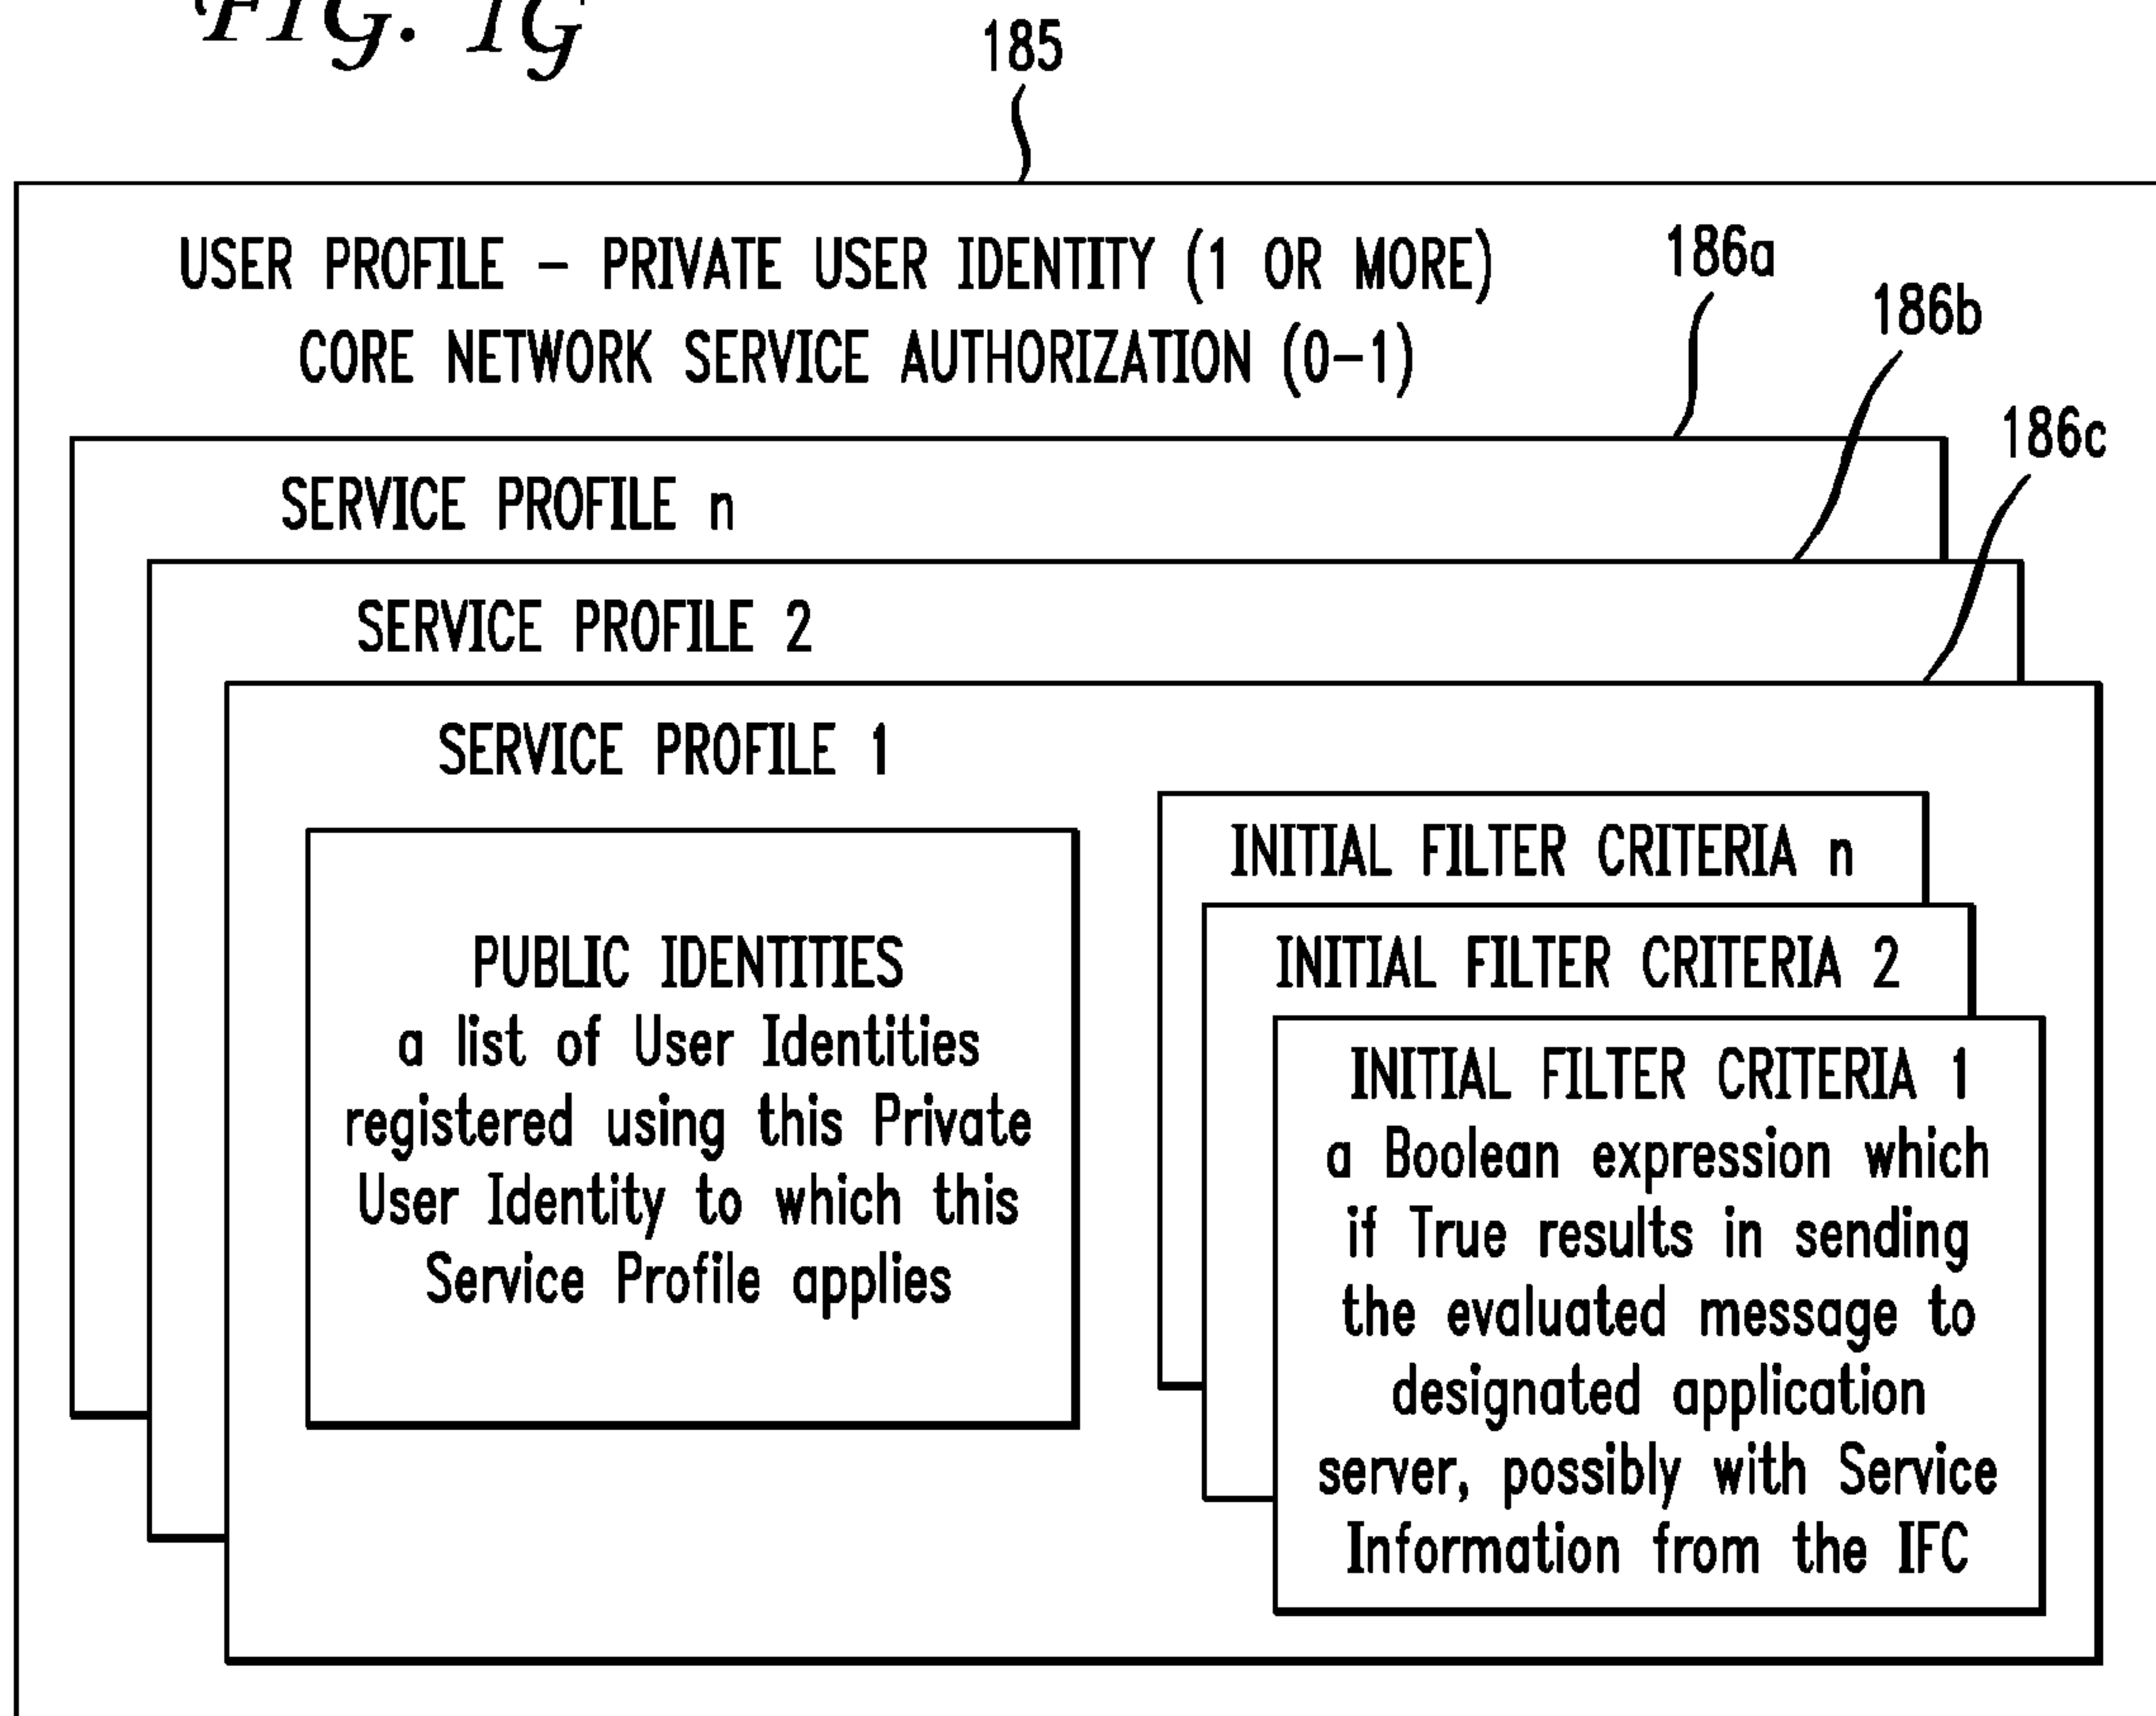 FIG. 1G
185
USER PROFILE – PRIVATE USER IDENTITY (1 OR MORE)
CORE NETWORK SERVICE AUTHORIZATION (0–1)
186a
186b
186c
SERVICE PROFILE n
SERVICE PROFILE 2
SERVICE PROFILE 1
PUBLIC IDENTITIES
a list of User Identities
registered using this Private
User Identity to which this
Service Profile applies
INITIAL FILTER CRITERIA n
INITIAL FILTER CRITERIA 2
INITIAL FILTER CRITERIA 1
a Boolean expression which
if True results in sending
the evaluated message to
designated application
server, possibly with Service
Information from the IFC